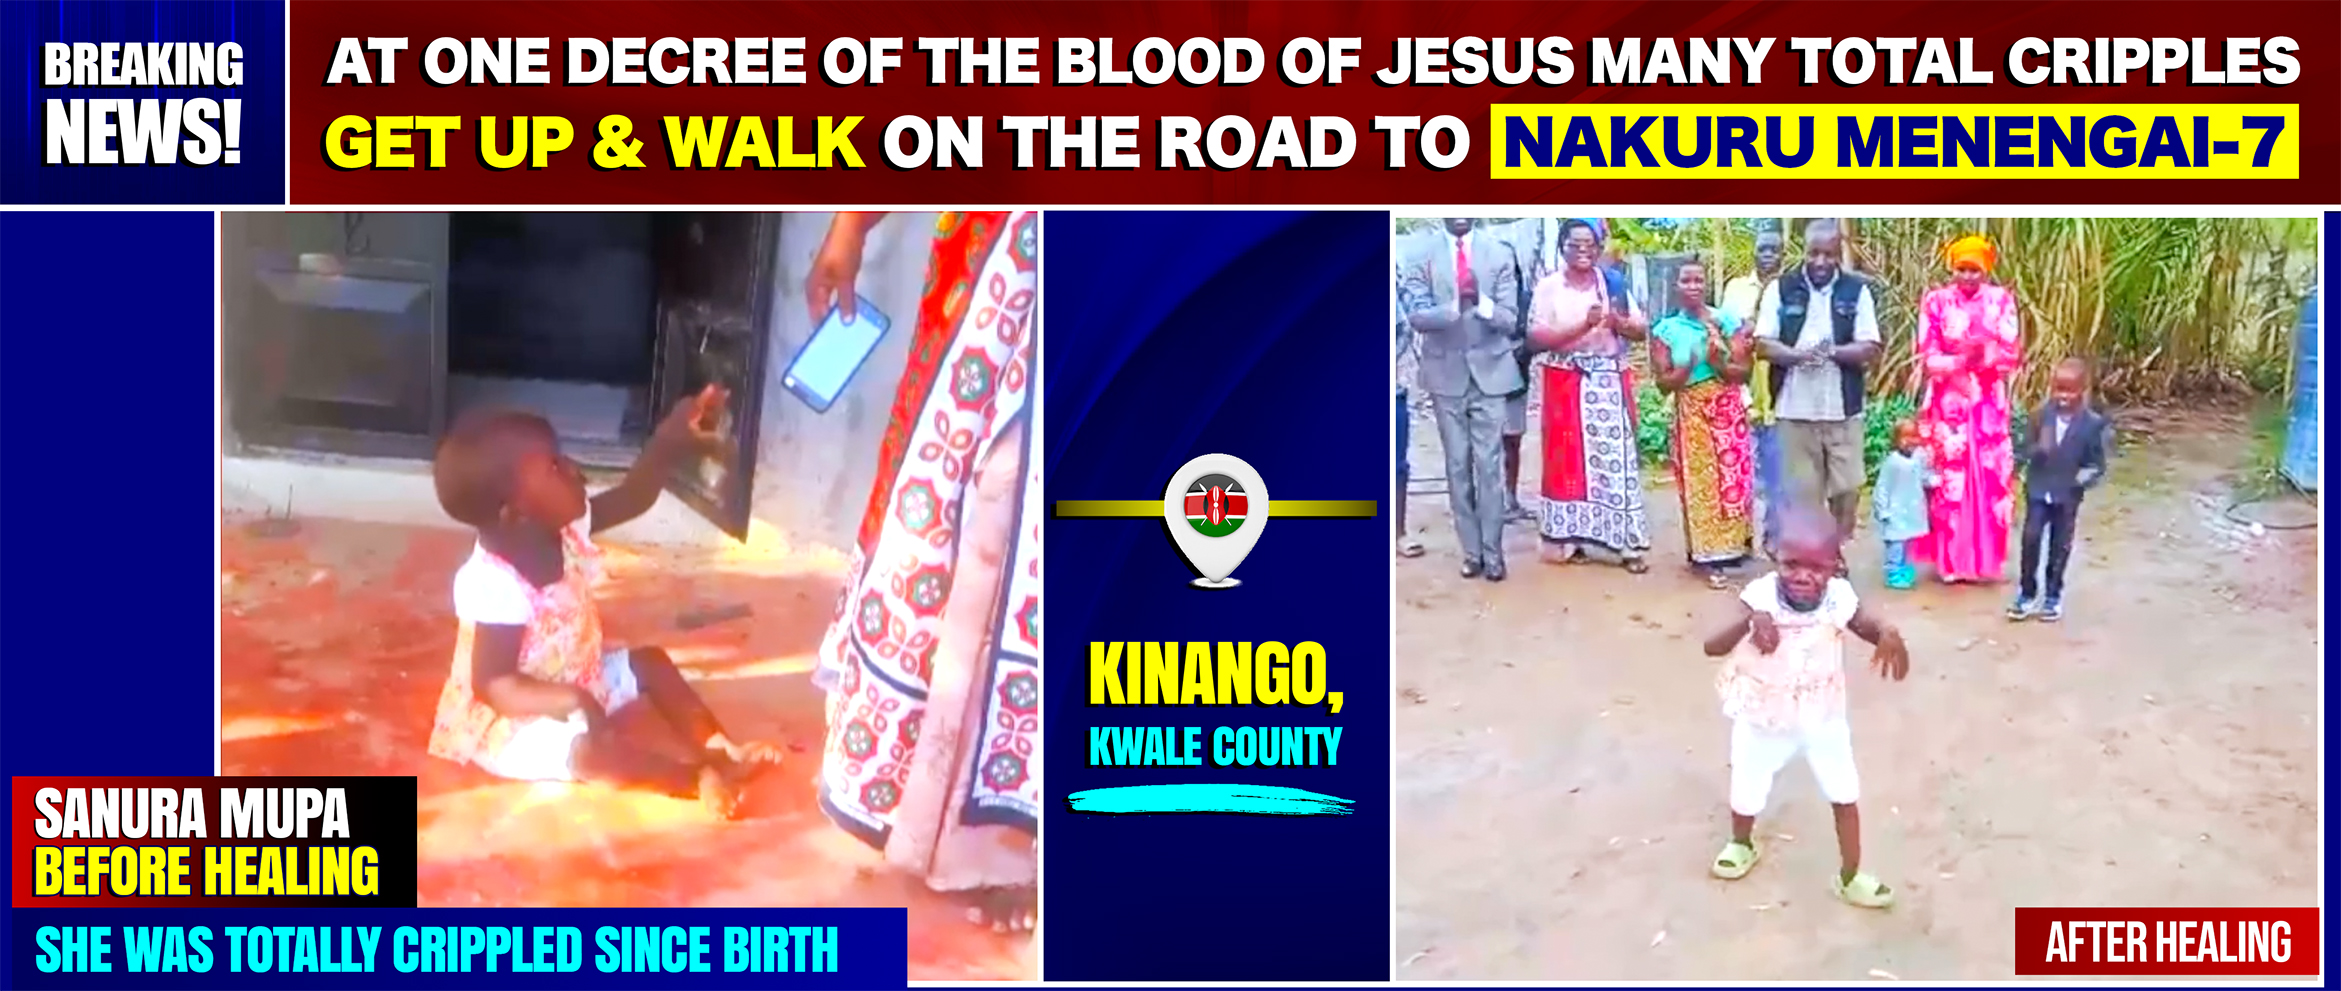 BREAKING
NEWS!
AT ONE DECREE OF THE BLOOD OF JESUS MANY TOTAL CRIPPLES
GET UP & WALK ON THE ROAD TO NAKURU MENENGAI-7
KINANGO,
KWALE COUNTY
SANURA MUPA
BEFORE HEALING
SHE WAS TOTALLY CRIPPLED SINCE BIRTH
AFTER HEALING